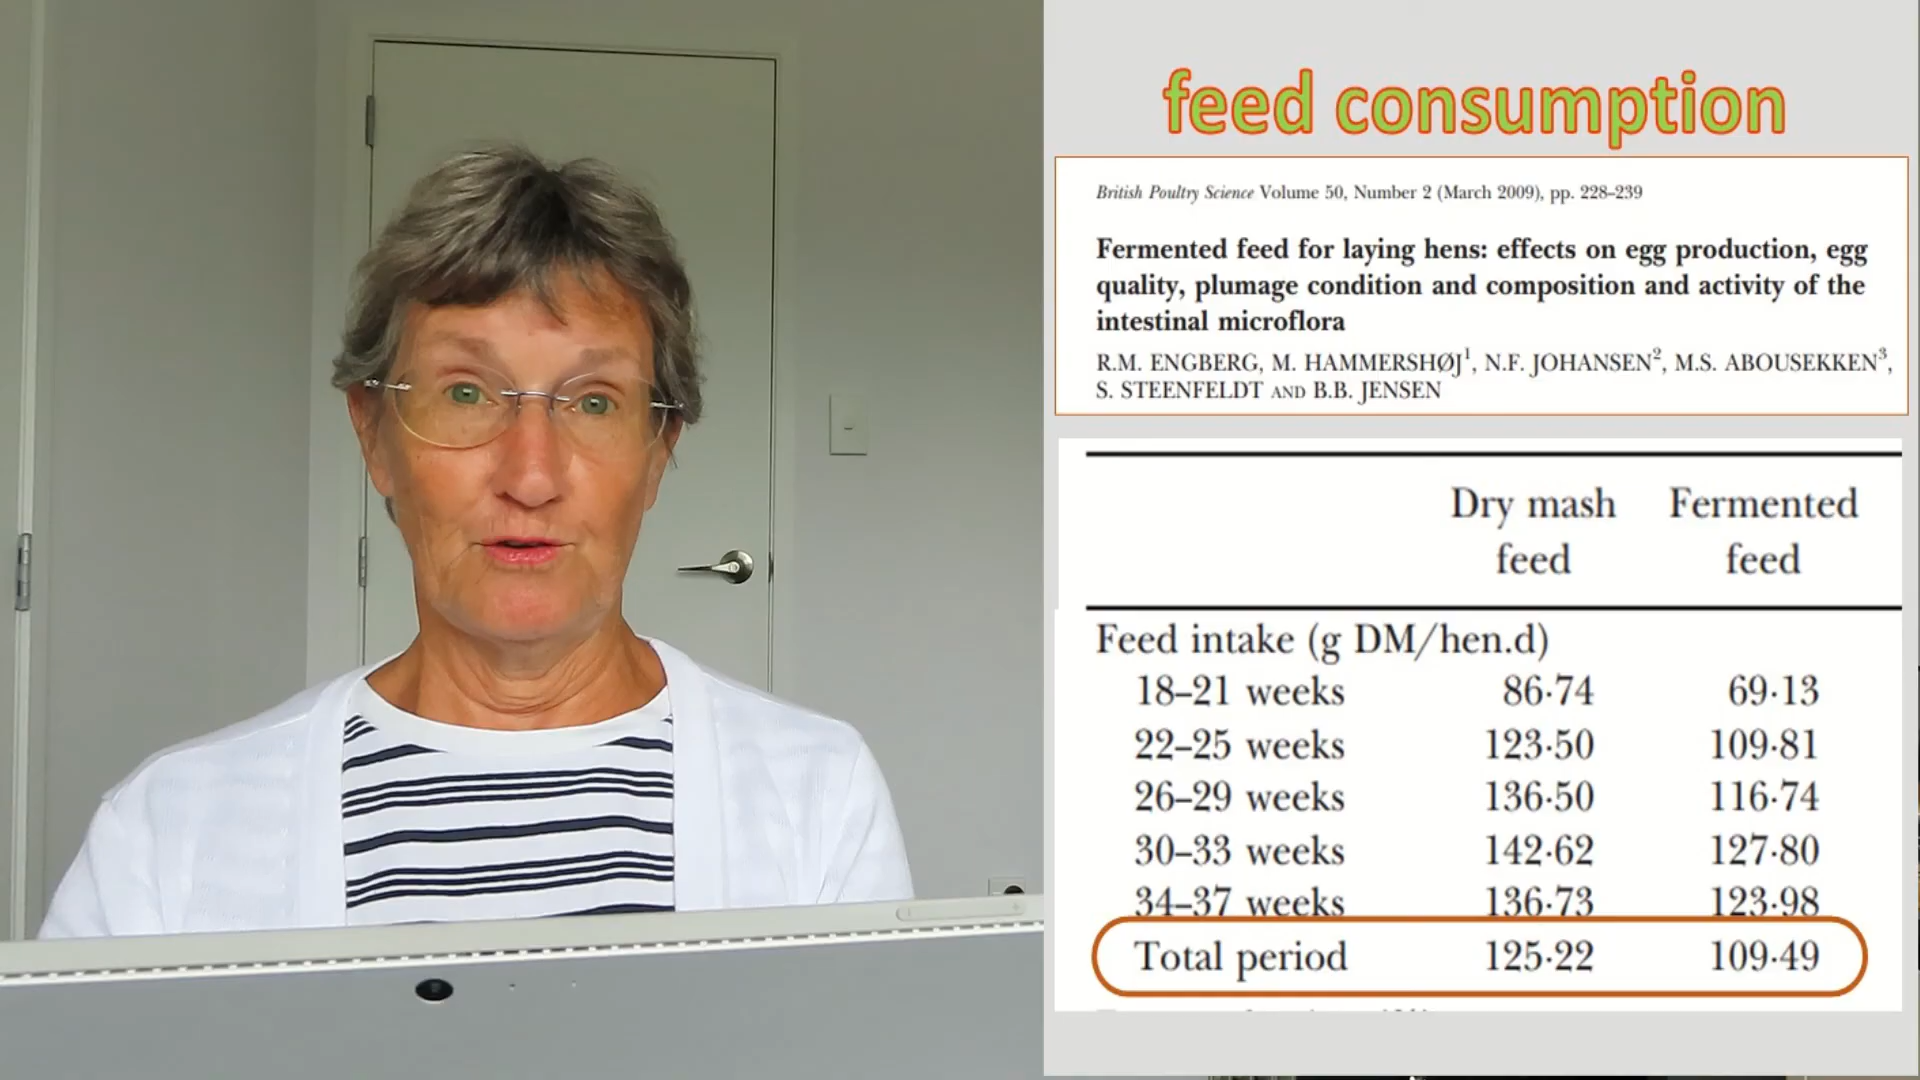 feed consumption
British Poultry Science Volume 50, Number 2 (March 2009), pp. 228–239
Fermented feed for laying hens: effects on egg production, egg
quality, plumage condition and composition and activity of the
intestinal microflora
R.M. ENGBERG, M. HAMMERSHØJ¹, N.F. JOHANSEN², M.S. ABOUSEKKEN³,
S. STEENFELDT AND B.B. JENSEN
Dry mash feed Fermented feed
Feed intake (g DM/hen.d)
18–21 weeks 86·74 69·13
22–25 weeks 123·50 109·81
26–29 weeks 136·50 116·74
30–33 weeks 142·62 127·80
34–37 weeks 136·73 123·98
Total period 125·22 109·49